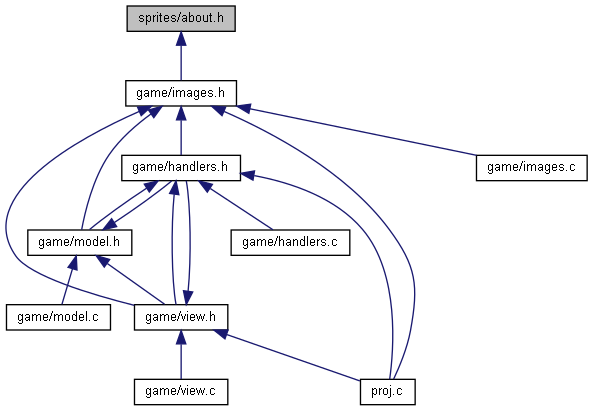 sprites/about.h
game/images.h
game/handlers.h
game/images.c
game/model.h
game/handlers.c
game/model.c
game/view.h
game/view.c
proj.c